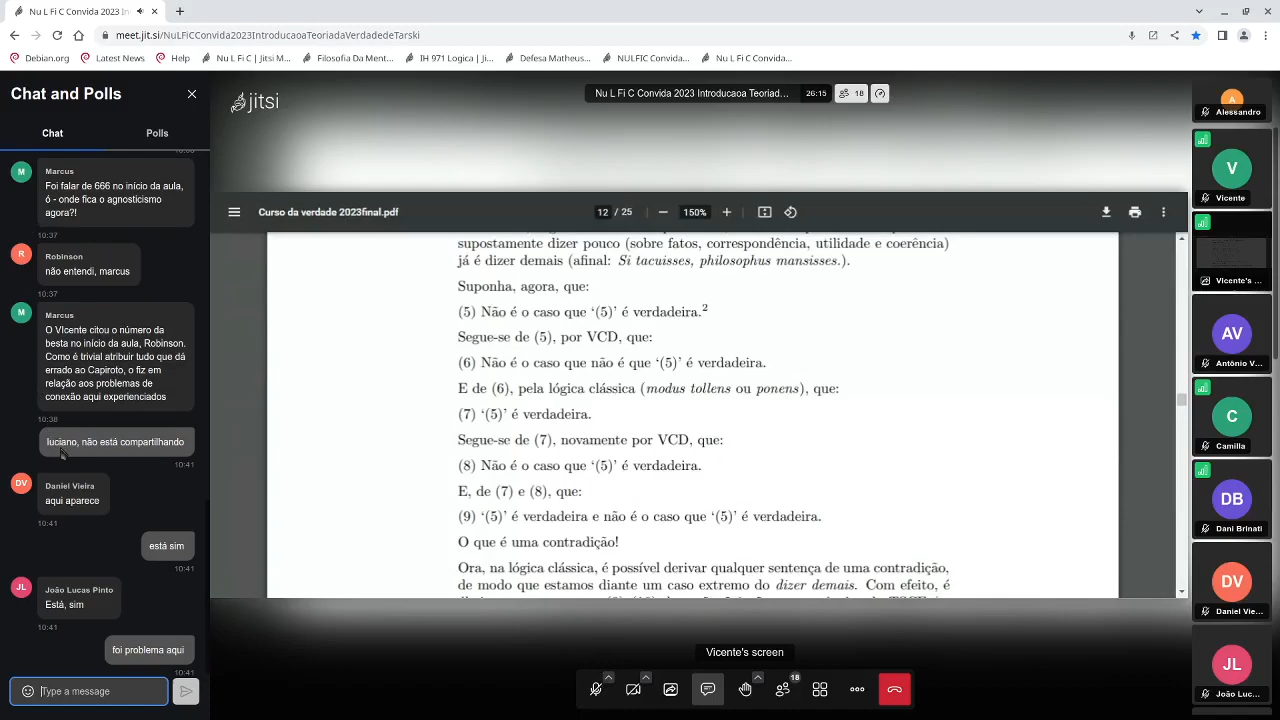 Nu L Fi C Convida 2023 In
meet.jit.si/NuLFiCConvida2023IntroducaoaTeoriadaVerdadedeTarski
Debian.org
Latest News
Help
Nu L Fi C | Jitsi M...
Filosofia Da Ment...
IH 971 Logica | Ji...
Defesa Matheus...
NULFIC Convida...
Nu L Fi C Convida...
Chat and Polls
Chat
Polls
Marcus
Foi falar de 666 no início da aula,
ó - onde fica o agnosticismo
agora?!
10:37
R
Robinson
não entendi, marcus
10:37
M
Marcus
O VIcente citou o número da
besta no início da aula, Robinson.
Como é trivial atribuir tudo que dá
errado ao Capiroto, o fiz em
relação aos problemas de
conexão aqui experienciados
10:38
luciano, não está compartilhando
10:41
DV
Daniel Vieira
aqui aparece
10:41
está sim
10:41
JL
João Lucas Pinto
Está, sim
10:41
foi problema aqui
10:41
Type a message
jitsi
Nu L Fi C Convida 2023 Introducaoa Teoriad...
26:15
18
Curso da verdade 2023final.pdf
12 / 25
150%
supostamente dizer pouco (sobre fatos, correspondência, utilidade e coerência)
já é dizer demais (afinal: Si tacuisses, philosophus mansisses.).
Suponha, agora, que:
(5) Não é o caso que ‘(5)’ é verdadeira.2
Segue-se de (5), por VCD, que:
(6) Não é o caso que não é que ‘(5)’ é verdadeira.
E de (6), pela lógica clássica (modus tollens ou ponens), que:
(7) ‘(5)’ é verdadeira.
Segue-se de (7), novamente por VCD, que:
(8) Não é o caso que ‘(5)’ é verdadeira.
E, de (7) e (8), que:
(9) ‘(5)’ é verdadeira e não é o caso que ‘(5)’ é verdadeira.
O que é uma contradição!
Ora, na lógica clássica, é possível derivar qualquer sentença de uma contradição,
de modo que estamos diante um caso extremo do dizer demais. Com efeito, é
Vicente's screen
18
A
Alessandro
V
Vicente
Vicente's ...
AV
Antônio V...
C
Camilla
DB
Dani Brinati
DV
Daniel Vie...
JL
João Luc...